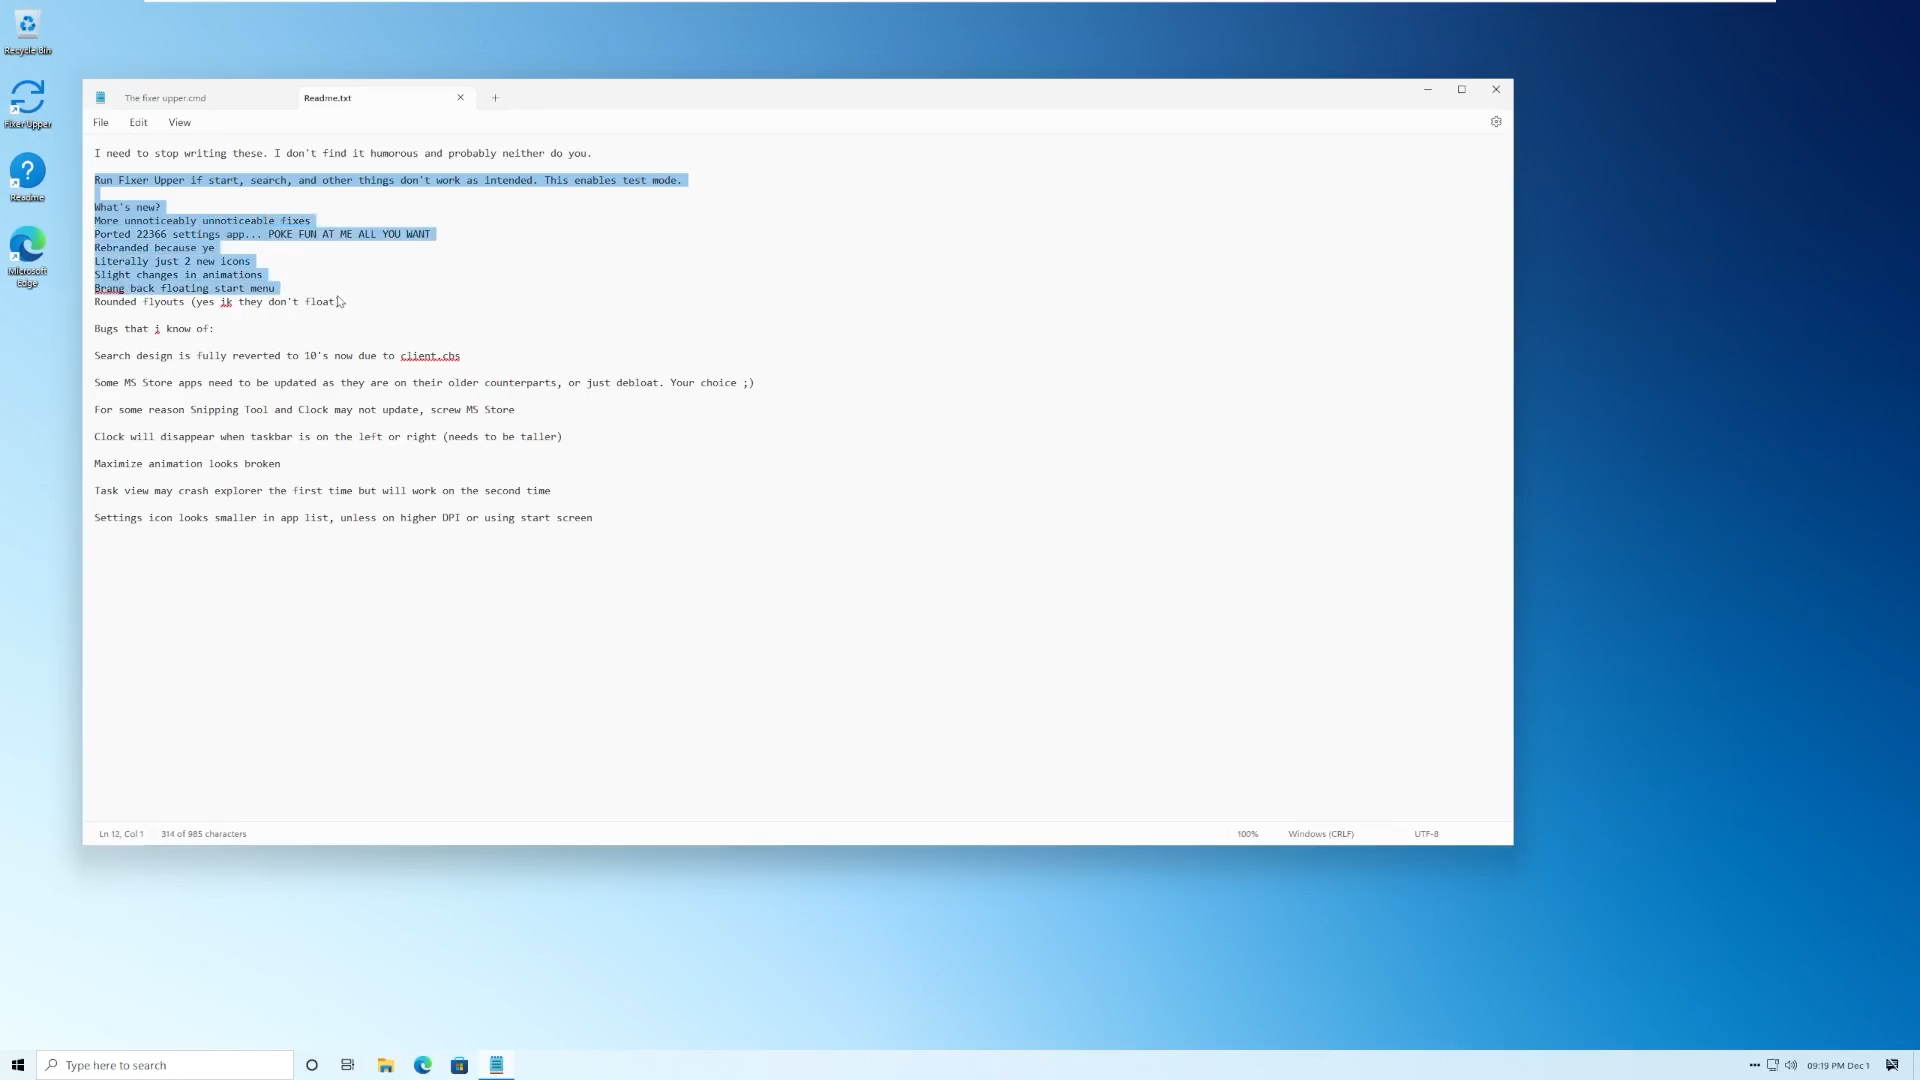 Recycle Bin
Fixer Upper
Readme
Microsoft
Edge
The fixer upper.cmd
Readme.txt
File Edit View
I need to stop writing these. I don't find it humorous and probably neither do you.
Run Fixer Upper if start, search, and other things don't work as intended. This enables test mode.
What's new?
More unnoticeably unnoticeable fixes
Ported 22366 settings app... POKE FUN AT ME ALL YOU WANT
Rebranded because ye
Literally just 2 new icons
Slight changes in animations
Brang back floating start menu
Rounded flyouts (yes ik they don't float)
Bugs that i know of:
Search design is fully reverted to 10's now due to client.cbs
Some MS Store apps need to be updated as they are on their older counterparts, or just debloat. Your choice ;)
For some reason Snipping Tool and Clock may not update, screw MS Store
Clock will disappear when taskbar is on the left or right (needs to be taller)
Maximize animation looks broken
Task view may crash explorer the first time but will work on the second time
Settings icon looks smaller in app list, unless on higher DPI or using start screen
Ln 12, Col 1 314 of 985 characters 100% Windows (CRLF) UTF-8
Type here to search
09:19 PM Dec 1